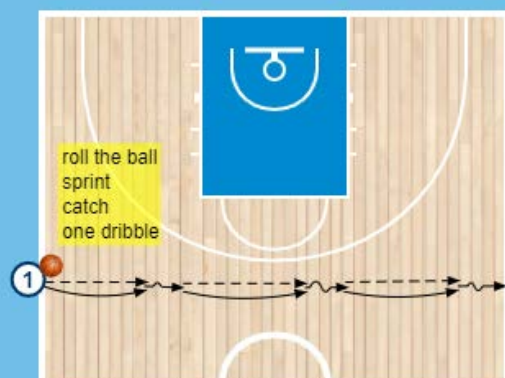 roll the ball
sprint
catch
one dribble
1